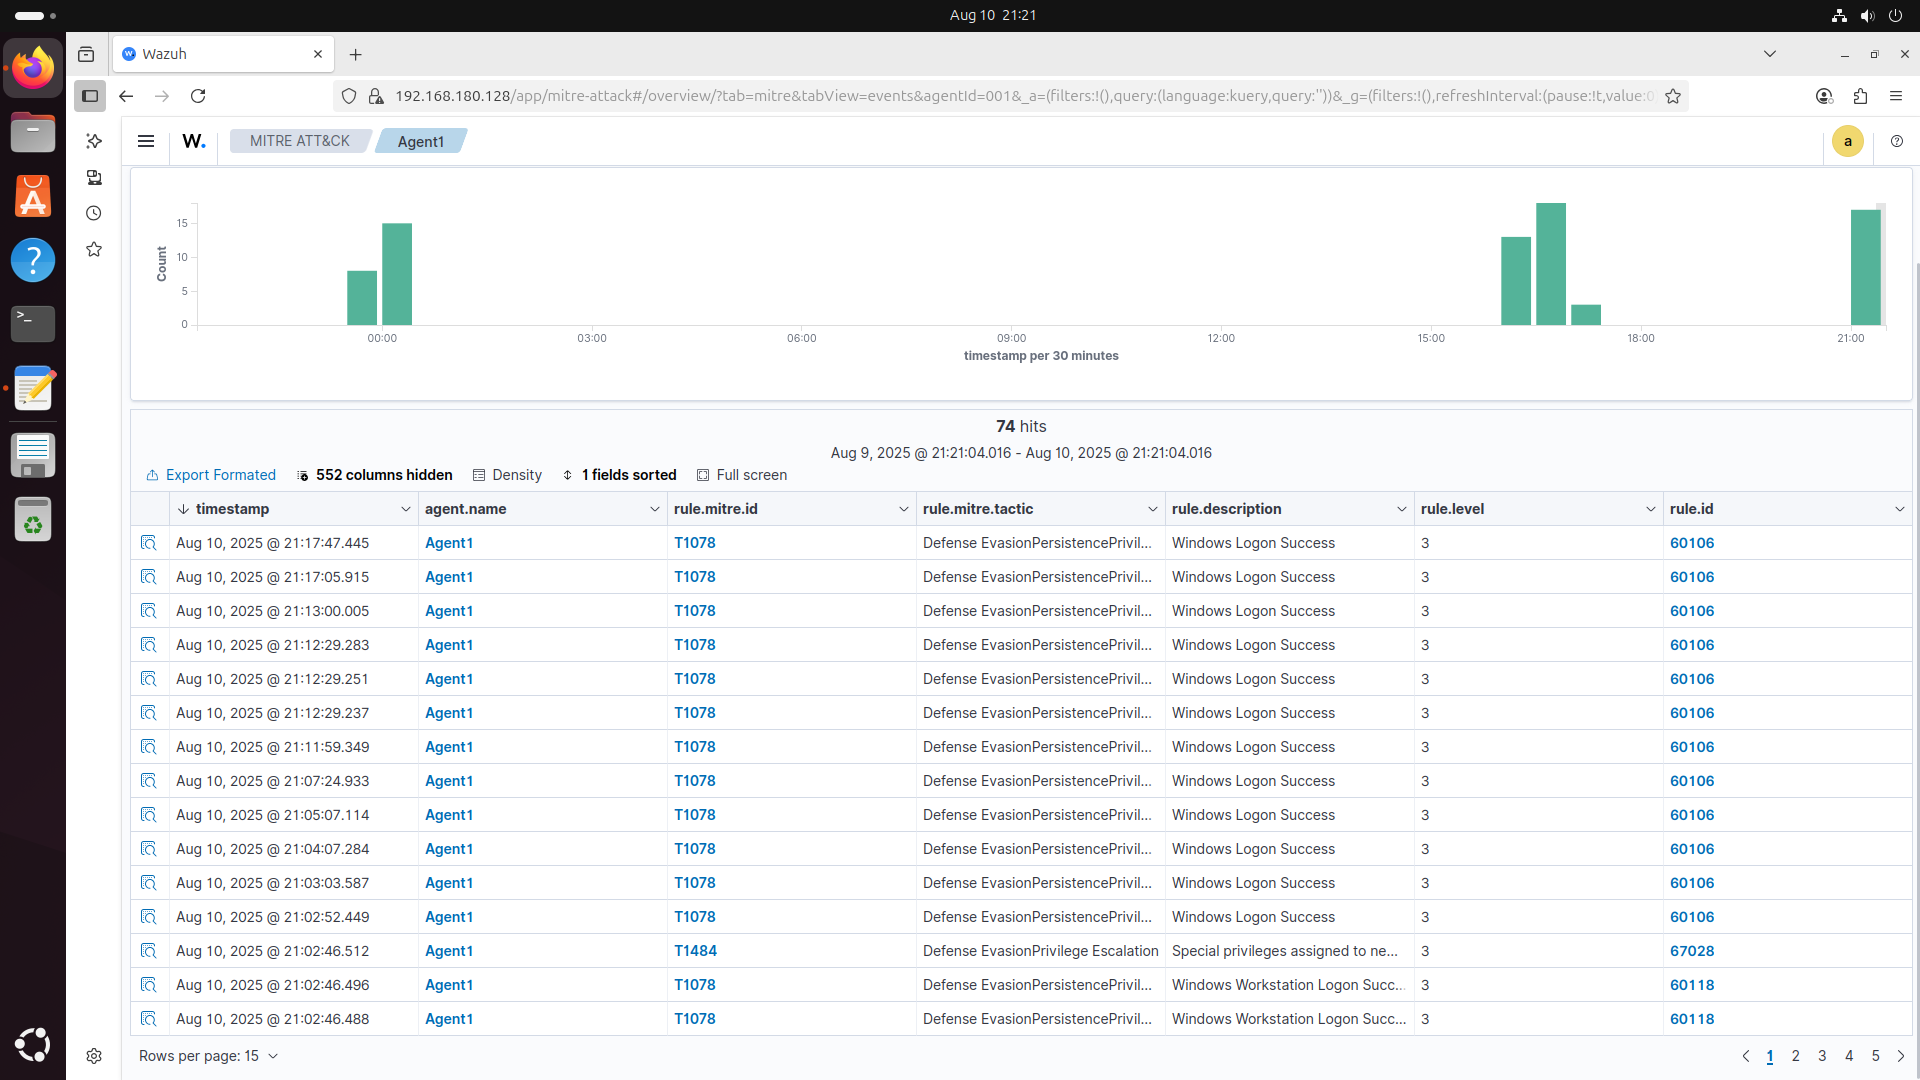 Aug 10 21:21
Wazuh
192.168.180.128/app/mitre-attack#/overview/?tab=mitre&tabView=events&agentId=001&_a=(filters:!(),query:(language:kuery,query:''))&_g=(filters:!(),refreshInterval:(pause:!t,value:0
W. MITRE ATT&CK Agent1 a
Count
15
10
5
0
00:00 03:00 06:00 09:00 12:00 15:00 18:00 21:00
timestamp per 30 minutes
74 hits
Aug 9, 2025 @ 21:21:04.016 - Aug 10, 2025 @ 21:21:04.016
Export Formated 552 columns hidden Density 1 fields sorted Full screen
timestamp agent.name rule.mitre.id rule.mitre.tactic rule.description rule.level rule.id
Aug 10, 2025 @ 21:17:47.445 Agent1 T1078 Defense EvasionPersistencePrivil... Windows Logon Success 3 60106
Aug 10, 2025 @ 21:17:05.915 Agent1 T1078 Defense EvasionPersistencePrivil... Windows Logon Success 3 60106
Aug 10, 2025 @ 21:13:00.005 Agent1 T1078 Defense EvasionPersistencePrivil... Windows Logon Success 3 60106
Aug 10, 2025 @ 21:12:29.283 Agent1 T1078 Defense EvasionPersistencePrivil... Windows Logon Success 3 60106
Aug 10, 2025 @ 21:12:29.251 Agent1 T1078 Defense EvasionPersistencePrivil... Windows Logon Success 3 60106
Aug 10, 2025 @ 21:12:29.237 Agent1 T1078 Defense EvasionPersistencePrivil... Windows Logon Success 3 60106
Aug 10, 2025 @ 21:11:59.349 Agent1 T1078 Defense EvasionPersistencePrivil... Windows Logon Success 3 60106
Aug 10, 2025 @ 21:07:24.933 Agent1 T1078 Defense EvasionPersistencePrivil... Windows Logon Success 3 60106
Aug 10, 2025 @ 21:05:07.114 Agent1 T1078 Defense EvasionPersistencePrivil... Windows Logon Success 3 60106
Aug 10, 2025 @ 21:04:07.284 Agent1 T1078 Defense EvasionPersistencePrivil... Windows Logon Success 3 60106
Aug 10, 2025 @ 21:03:03.587 Agent1 T1078 Defense EvasionPersistencePrivil... Windows Logon Success 3 60106
Aug 10, 2025 @ 21:02:52.449 Agent1 T1078 Defense EvasionPersistencePrivil... Windows Logon Success 3 60106
Aug 10, 2025 @ 21:02:46.512 Agent1 T1484 Defense EvasionPrivilege Escalation Special privileges assigned to ne... 3 67028
Aug 10, 2025 @ 21:02:46.496 Agent1 T1078 Defense EvasionPersistencePrivil... Windows Workstation Logon Succ... 3 60118
Aug 10, 2025 @ 21:02:46.488 Agent1 T1078 Defense EvasionPersistencePrivil... Windows Workstation Logon Succ... 3 60118
Rows per page: 15 1 2 3 4 5